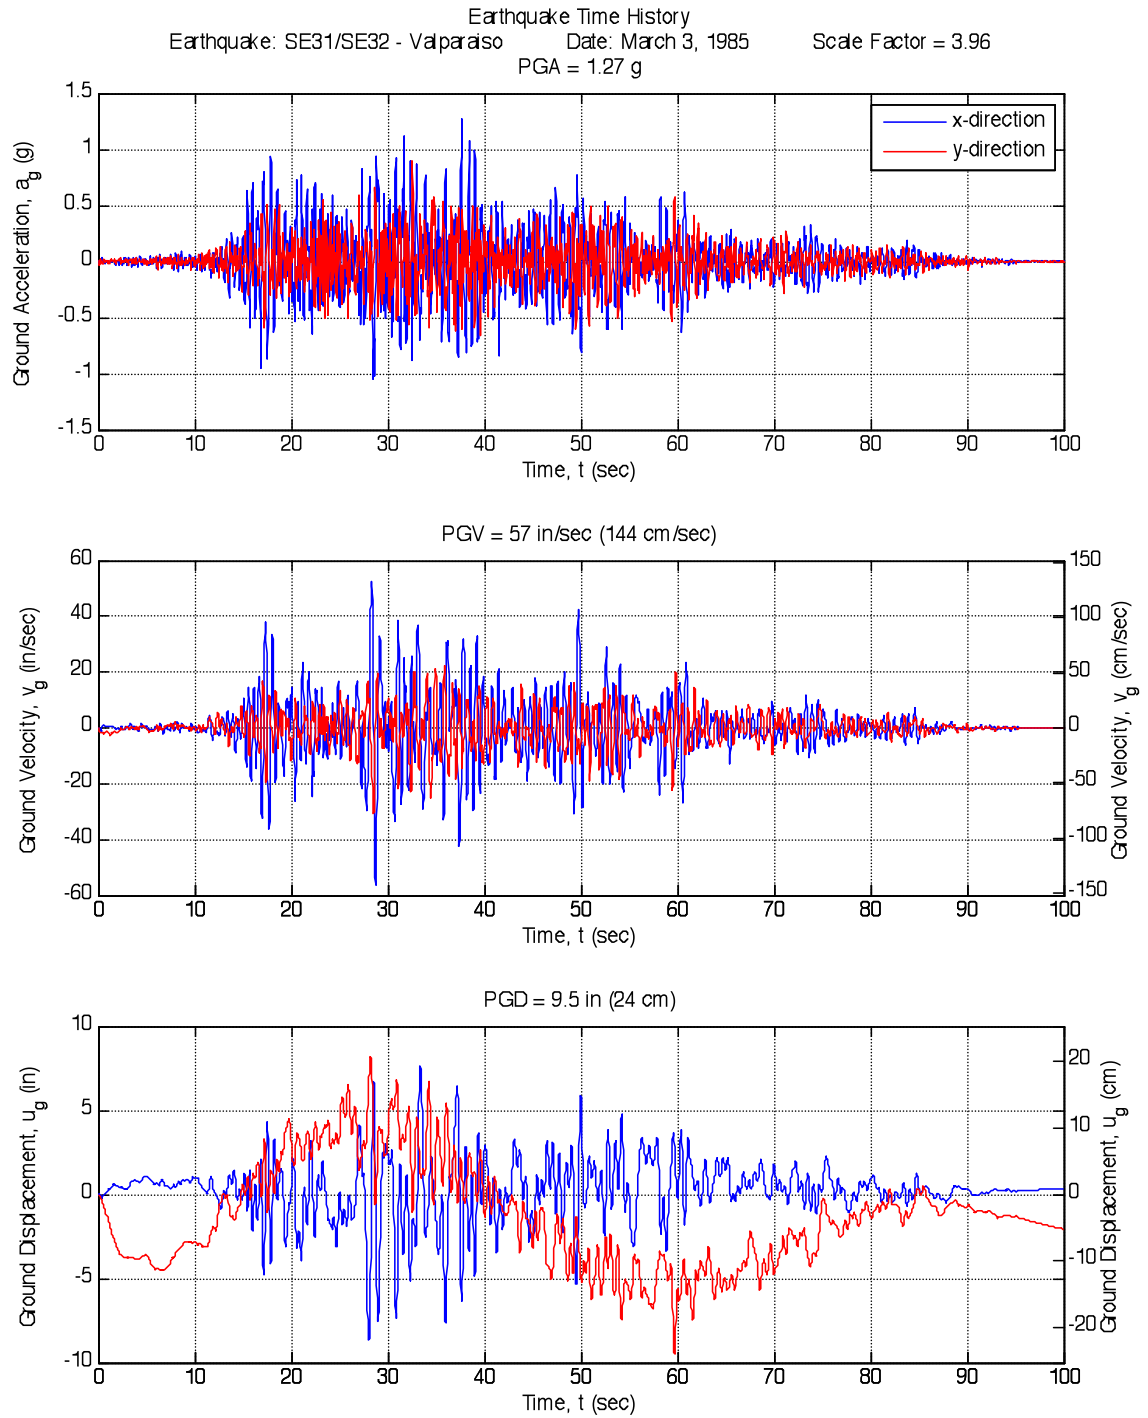 Earthquake Time History
Earthquake: SE31/SE32 - Valparaiso Date: March 3, 1985 Scale Factor = 3.96
PGA = 1.27 g
1.5
1
0.5
0
-0.5
-1
-1.5
Ground Acceleration, a_g (g)
x-direction
y-direction
0 10 20 30 40 50 60 70 80 90 100
Time, t (sec)
PGV = 57 in/sec (144 cm/sec)
60
40
20
0
-20
-40
-60
Ground Velocity, v_g (in/sec)
150
100
50
0
-50
-100
-150
Ground Velocity, v_g (cm/sec)
0 10 20 30 40 50 60 70 80 90 100
Time, t (sec)
PGD = 9.5 in (24 cm)
10
5
0
-5
-10
Ground Displacement, u_g (in)
20
10
0
-10
-20
Ground Displacement, u_g (cm)
0 10 20 30 40 50 60 70 80 90 100
Time, t (sec)